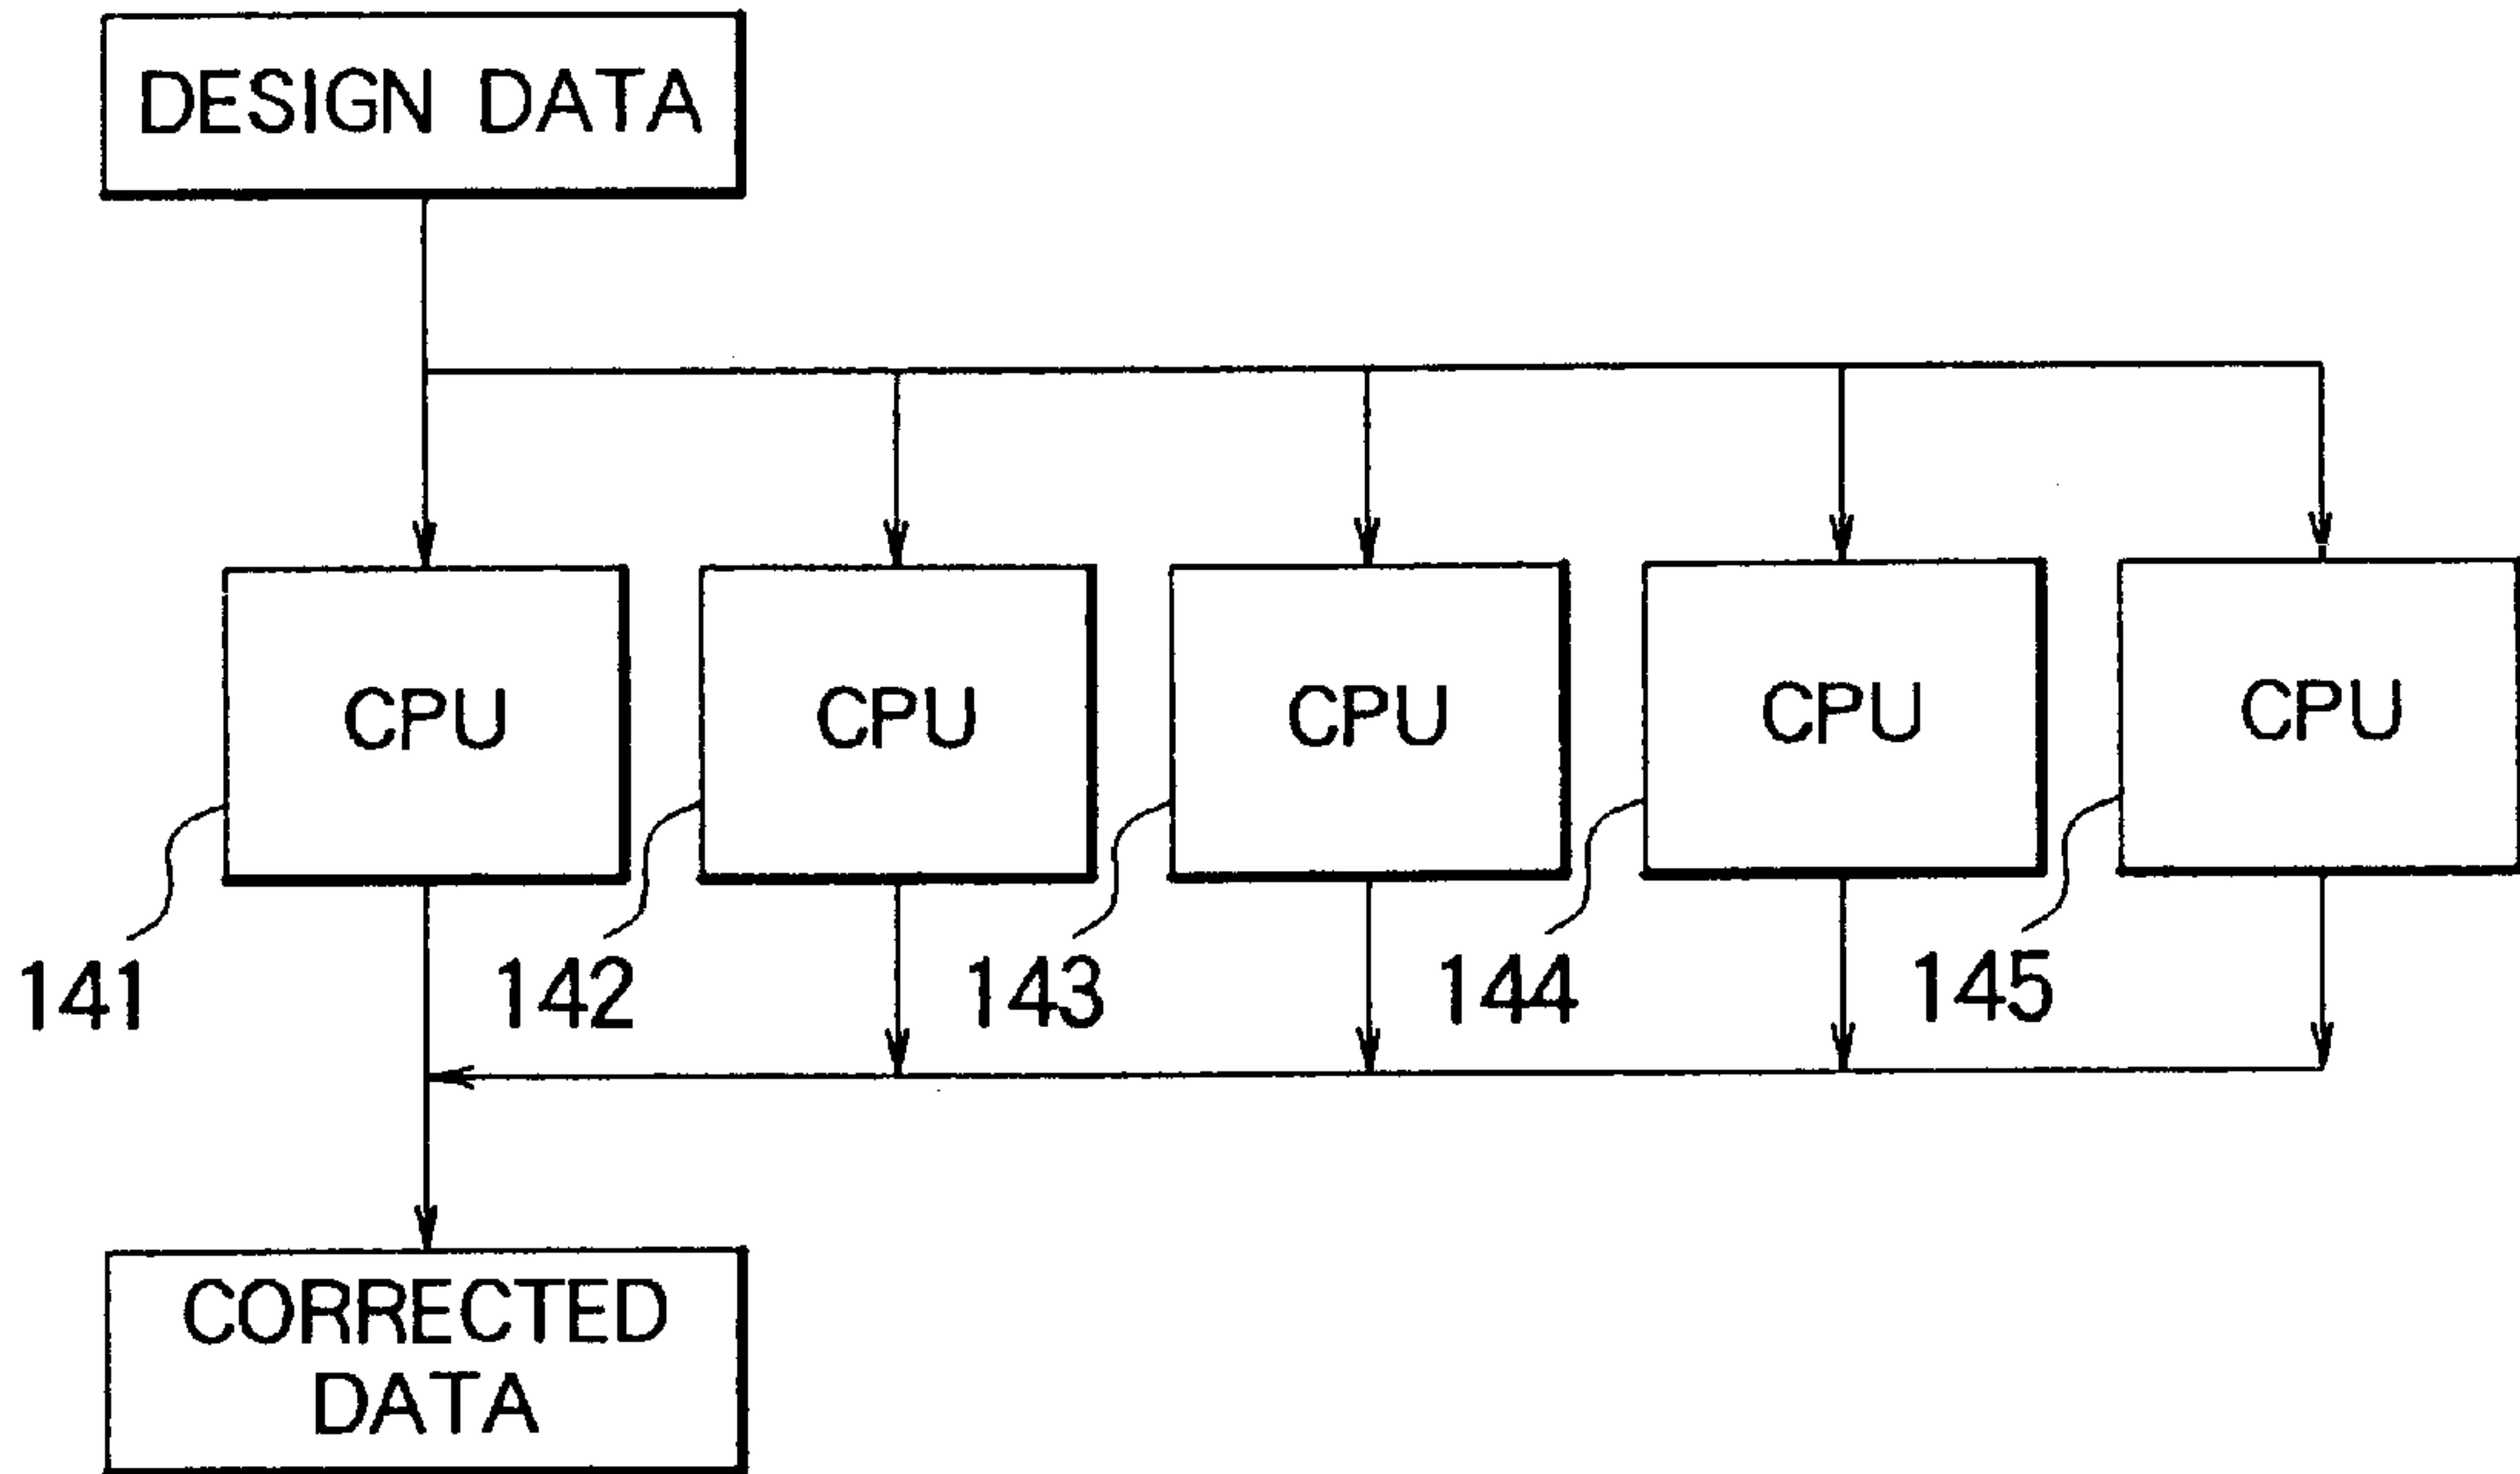 DESIGN DATA
CPU CPU CPU CPU CPU
141 142 143 144 145
CORRECTED
DATA